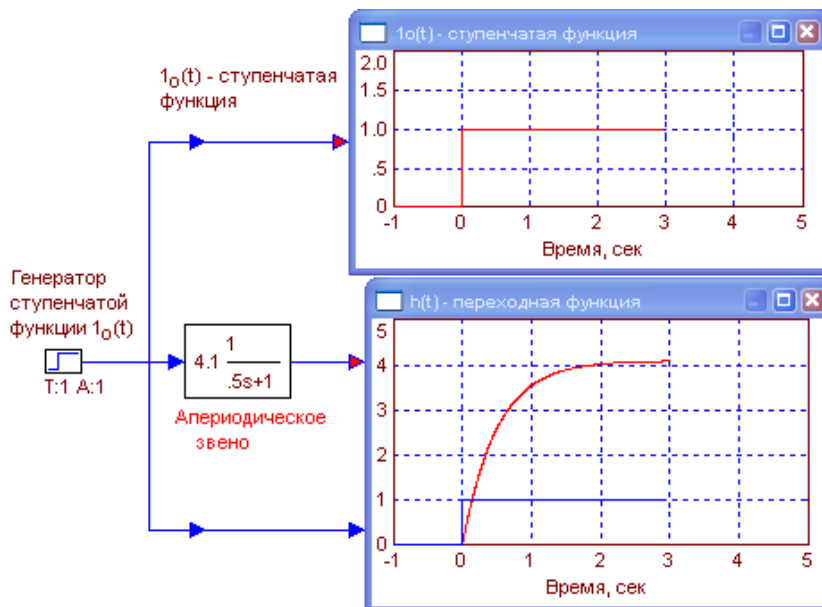 1o(t) - ступенчатая функция
2.0
1.5
1.0
.5
0
-1 0 1 2 3 4 5
Время, сек
1o(t) - ступенчатая
функция
Генератор
ступенчатой
функции 1o(t)
T:1 A:1
4.1 1
.5s+1
Апериодическое
звено
h(t) - переходная функция
5
4
3
2
1
0
-1 0 1 2 3 4 5
Время, сек